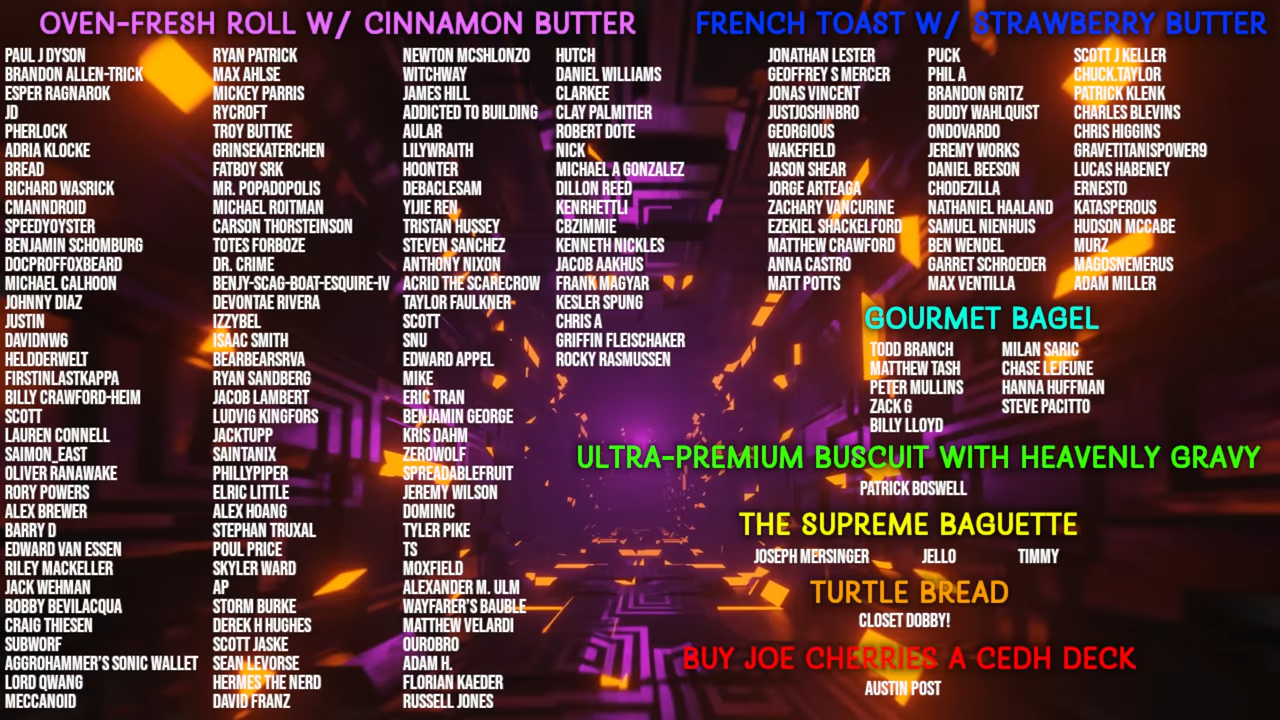 OVEN-FRESH ROLL W/ CINNAMON BUTTER
PAUL J DYSON
BRANDON ALLEN-TRICK
ESPER RAGNAROK
JD
PHERLOCK
ADRIA KLOCKE
BREAD
RICHARD WASRICK
CMANNDROID
SPEEDYOYSTER
BENJAMIN SCHOMBURG
DOCPROFFOXBEARD
MICHAEL CALHOON
JOHNNY DIAZ
JUSTIN
DAVIDNW6
HELDDERWELT
FIRSTINLASTKAPPA
BILLY CRAWFORD-HEIM
SCOTT
LAUREN CONNELL
SAIMON_EAST
OLIVER RANAWAKE
RORY POWERS
ALEX BREWER
BARRY D
EDWARD VAN ESSEN
RILEY MACKELLER
JACK WEHMAN
BOBBY BEVILACQUA
CRAIG THIESEN
SUBWORF
AGGROHAMMER'S SONIC WALLET
LORD QWANG
MECCANOID
RYAN PATRICK
MAX AHLSE
MICKEY PARRIS
RYCROFT
TROY BUTTKE
GRINSEKATERCHEN
FATBOY SRK
MR. POPADOPOLIS
MICHAEL ROITMAN
CARSON THORSTEINSON
TOTES FORBOZE
DR. CRIME
BENJY-SCAG-BOAT-ESQUIRE-IV
DEVONTAE RIVERA
IZZYBEL
ISAAC SMITH
BEARBEARSRVA
RYAN SANDBERG
JACOB LAMBERT
LUDVIG KINGFORS
JACKTUPP
SAINTANIX
PHILLYPIPER
ELRIC LITTLE
ALEX HOANG
STEPHAN TRUXAL
POUL PRICE
SKYLER WARD
AP
STORM BURKE
DEREK H HUGHES
SCOTT JASKE
SEAN LEVORSE
HERMES THE NERD
DAVID FRANZ
NEWTON MCSHLONZO
WITCHWAY
JAMES HILL
ADDICTED TO BUILDING
AULAR
LILYWRAITH
HOONTER
DEBACLESAM
YIJIE REN
TRISTAN HUSSEY
STEVEN SANCHEZ
ANTHONY NIXON
ACRID THE SCARECROW
TAYLOR FAULKNER
SCOTT
SNU
EDWARD APPEL
MIKE
ERIC TRAN
BENJAMIN GEORGE
KRIS DAHM
ZEROWOLF
SPREADABLEFRUIT
JEREMY WILSON
DOMINIC
TYLER PIKE
TS
MOXFIELD
ALEXANDER M. ULM
WAYFARER'S BAUBLE
MATTHEW VELARDI
OUROBRO
ADAM H.
FLORIAN KAEDER
RUSSELL JONES
HUTCH
DANIEL WILLIAMS
CLARKEE
CLAY PALMITIER
ROBERT DOTE
NICK
MICHAEL A GONZALEZ
DILLON REED
KENRHETTLI
CBZIMMIE
KENNETH NICKLES
JACOB AAKHUS
FRANK MAGYAR
KESLER SPUNG
CHRIS A
GRIFFIN FLEISCHAKER
ROCKY RASMUSSEN
FRENCH TOAST W/ STRAWBERRY BUTTER
JONATHAN LESTER
GEOFFREY S MERCER
JONAS VINCENT
JUSTJOSHINBRO
GEORGIOUS
WAKEFIELD
JASON SHEAR
JORGE ARTEAGA
ZACHARY VANCURINE
EZEKIEL SHACKELFORD
MATTHEW CRAWFORD
ANNA CASTRO
MATT POTTS
PUCK
PHIL A
BRANDON GRITZ
BUDDY WAHLQUIST
ONDOVARDO
JEREMY WORKS
DANIEL BEESON
CHODEZILLA
NATHANIEL HAALAND
SAMUEL NIENHUIS
BEN WENDEL
GARRET SCHROEDER
MAX VENTILLA
SCOTT J KELLER
CHUCK.TAYLOR
PATRICK KLENK
CHARLES BLEVINS
CHRIS HIGGINS
GRAVETITANISPOWER9
LUCAS HABENEY
ERNESTO
KATASPEROUS
HUDSON MCCABE
MURZ
MAGOSNEMERUS
ADAM MILLER
GOURMET BAGEL
TODD BRANCH
MATTHEW TASH
PETER MULLINS
ZACK G
BILLY LLOYD
MILAN SARIC
CHASE LEJEUNE
HANNA HUFFMAN
STEVE PACITTO
ULTRA-PREMIUM BUSCUIT WITH HEAVENLY GRAVY
PATRICK BOSWELL
THE SUPREME BAGUETTE
JOSEPH MERSINGER JELLO TIMMY
TURTLE BREAD
CLOSET DOBBY!
BUY JOE CHERRIES A CEDH DECK
AUSTIN POST